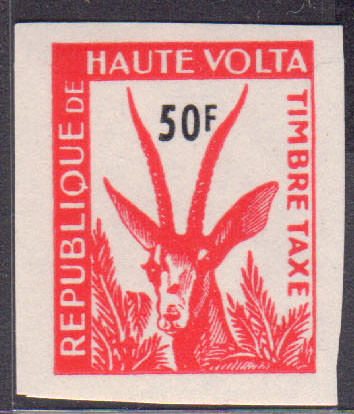 REPUBLIQUE DE
HAUTE VOLTA
TIMBRE TAXE
50F